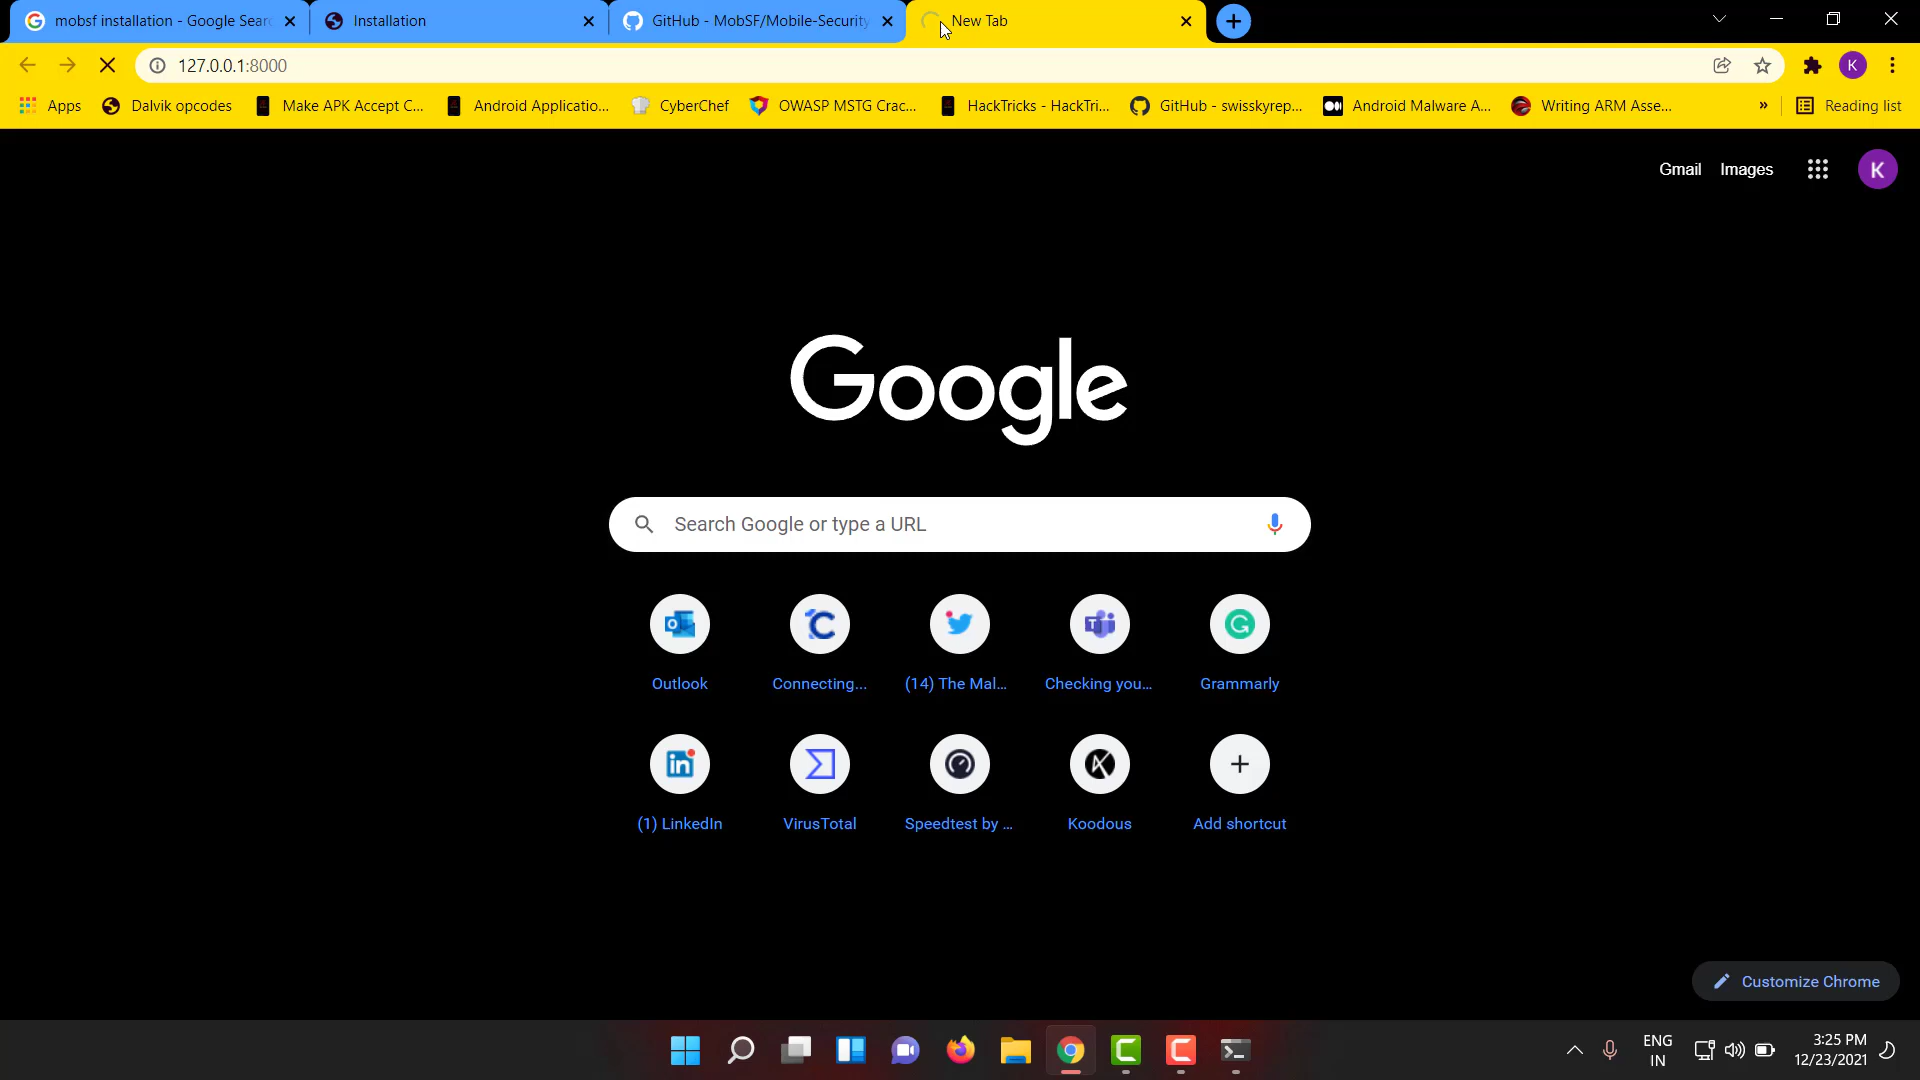 mobsf installation - Google Sear
Installation
GitHub - MobSF/Mobile-Security
New Tab
127.0.0.1:8000
K
Apps
Dalvik opcodes
Make APK Accept C...
Android Applicatio...
CyberChef
OWASP MSTG Crac...
HackTricks - HackTri...
GitHub - swisskyrep...
Android Malware A...
Writing ARM Asse...
»
Reading list
Gmail
Images
K
Google
Search Google or type a URL
Outlook
Connecting...
(14) The Mal...
Checking you...
Grammarly
(1) LinkedIn
VirusTotal
Speedtest by ...
Koodous
Add shortcut
Customize Chrome
ENG
IN
3:25 PM
12/23/2021